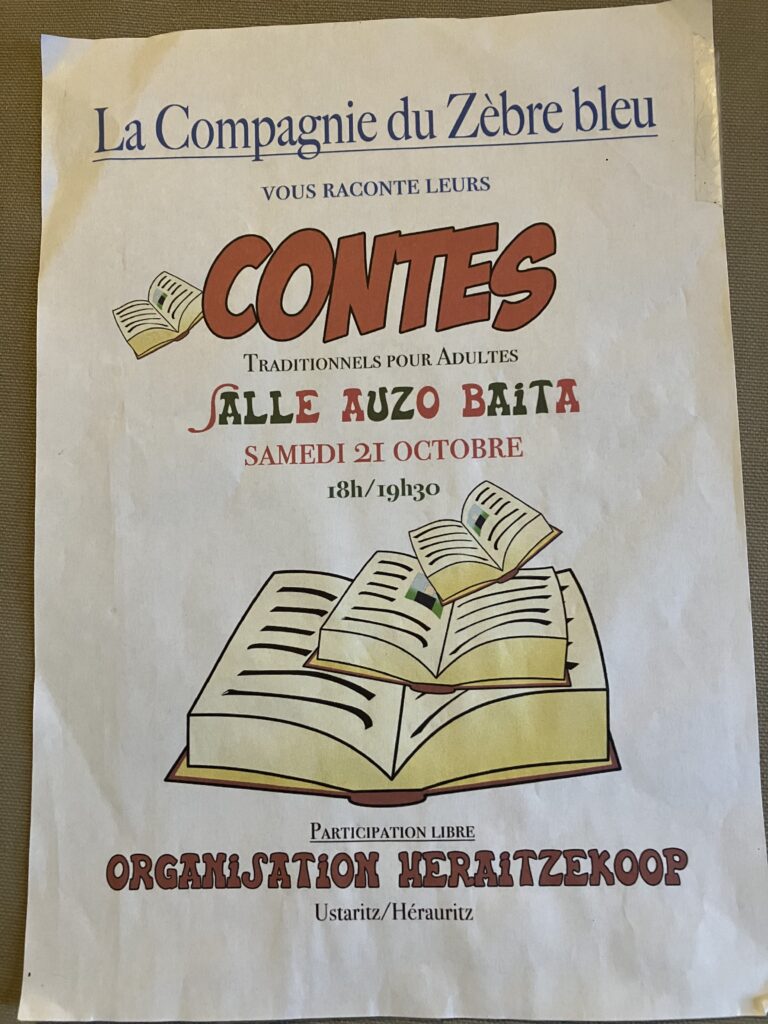 La Compagnie du Zèbre bleu
VOUS RACONTE LEURS
CONTES
TRADITIONNELS POUR ADULTES
SALLE AUZO BAiTA
SAMEDI 21 OCTOBRE
18h/19h30
PARTICIPATION LIBRE
ORGANiSATION HERAiTZEKOOP
Ustaritz/Hérauritz